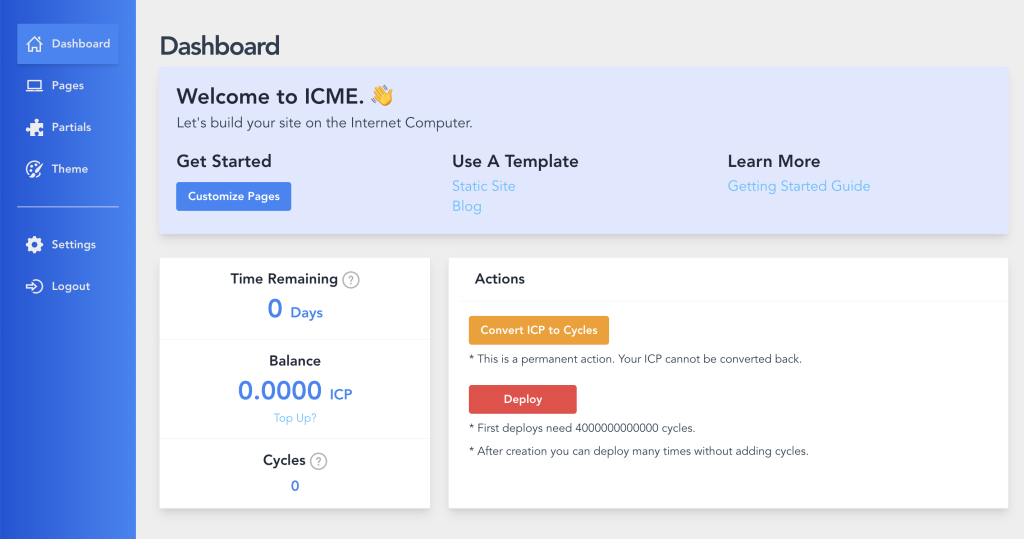 Dashboard
Pages
Partials
Theme
Settings
Logout
Dashboard
Welcome to ICME. 👋
Let's build your site on the Internet Computer.
Get Started
Customize Pages
Use A Template
Static Site
Blog
Learn More
Getting Started Guide
Time Remaining ?
0 Days
Balance
0.0000 ICP
Top Up?
Cycles ?
0
Actions
Convert ICP to Cycles
* This is a permanent action. Your ICP cannot be converted back.
Deploy
* First deploys need 4000000000000 cycles.
* After creation you can deploy many times without adding cycles.